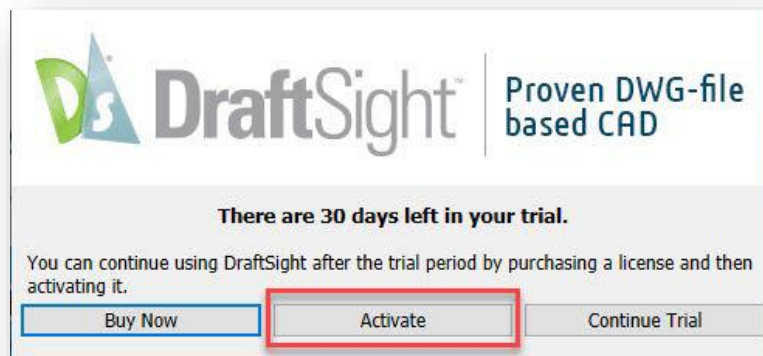 DS DraftSight™
Proven DWG-file
based CAD
There are 30 days left in your trial.
You can continue using DraftSight after the trial period by purchasing a license and then
activating it.
Buy Now
Activate
Continue Trial